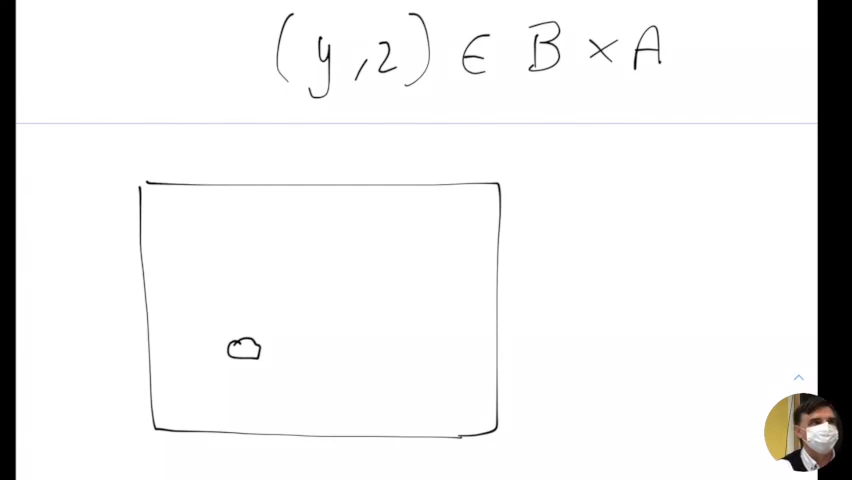 (y, 2) ∈ B × A